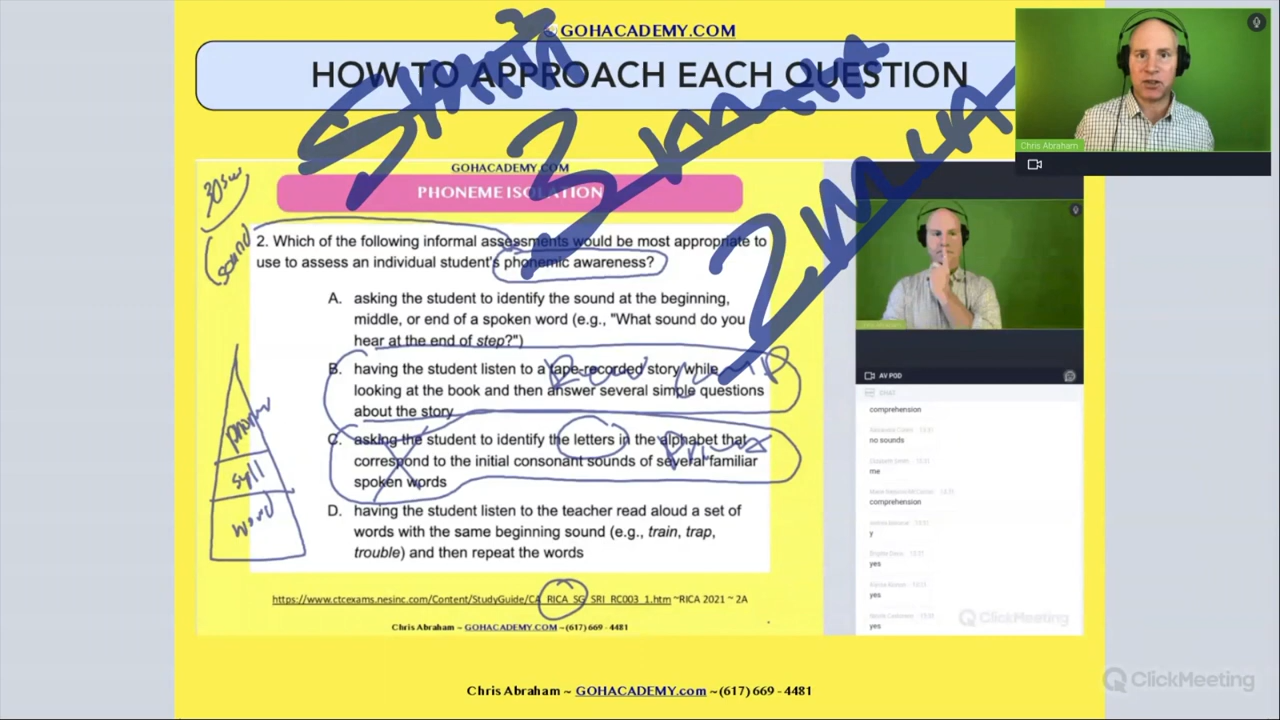 GOHACADEMY.COM
HOW TO APPROACH EACH QUESTION
Chris Abraham
GOHACADEMY.COM
PHONEME ISOLATION
30sw
sound
2. Which of the following informal assessments would be most appropriate to
use to assess an individual student's phonemic awareness?
A. asking the student to identify the sound at the beginning,
middle, or end of a spoken word (e.g., "What sound do you
hear at the end of step?")
B. having the student listen to a tape-recorded story while
looking at the book and then answer several simple questions
about the story
C. asking the student to identify the letters in the alphabet that
correspond to the initial consonant sounds of several familiar
spoken words
D. having the student listen to the teacher read aloud a set of
words with the same beginning sound (e.g., train, trap,
trouble) and then repeat the words
syll
word
https://www.ctcexams.nesinc.com/Content/StudyGuide/CA_RICA_SG_SRI_RC003_1.htm ~RICA 2021 ~ 2A
Chris Abraham ~ GOHACADEMY.COM ~ (617) 669 - 4481
AV POD
CHAT
comprehension
no sounds
me
comprehension
y
yes
yes
yes
ClickMeeting
Chris Abraham ~ GOHACADEMY.com ~ (617) 669 - 4481
ClickMeeting